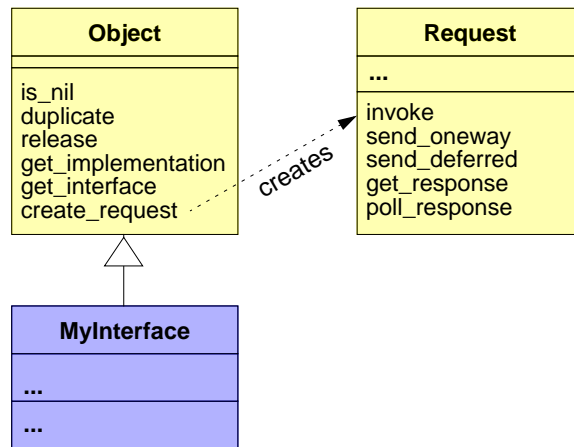 Object
is_nil
duplicate
release
get_implementation
get_interface
create_request
creates
Request
...
invoke
send_oneway
send_deferred
get_response
poll_response
MyInterface
...
...